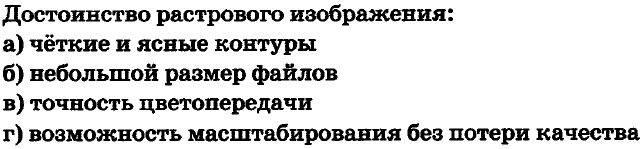 Достоинство растрового изображения:
а) чёткие и ясные контуры
б) небольшой размер файлов
в) точность цветопередачи
г) возможность масштабирования без потери качества